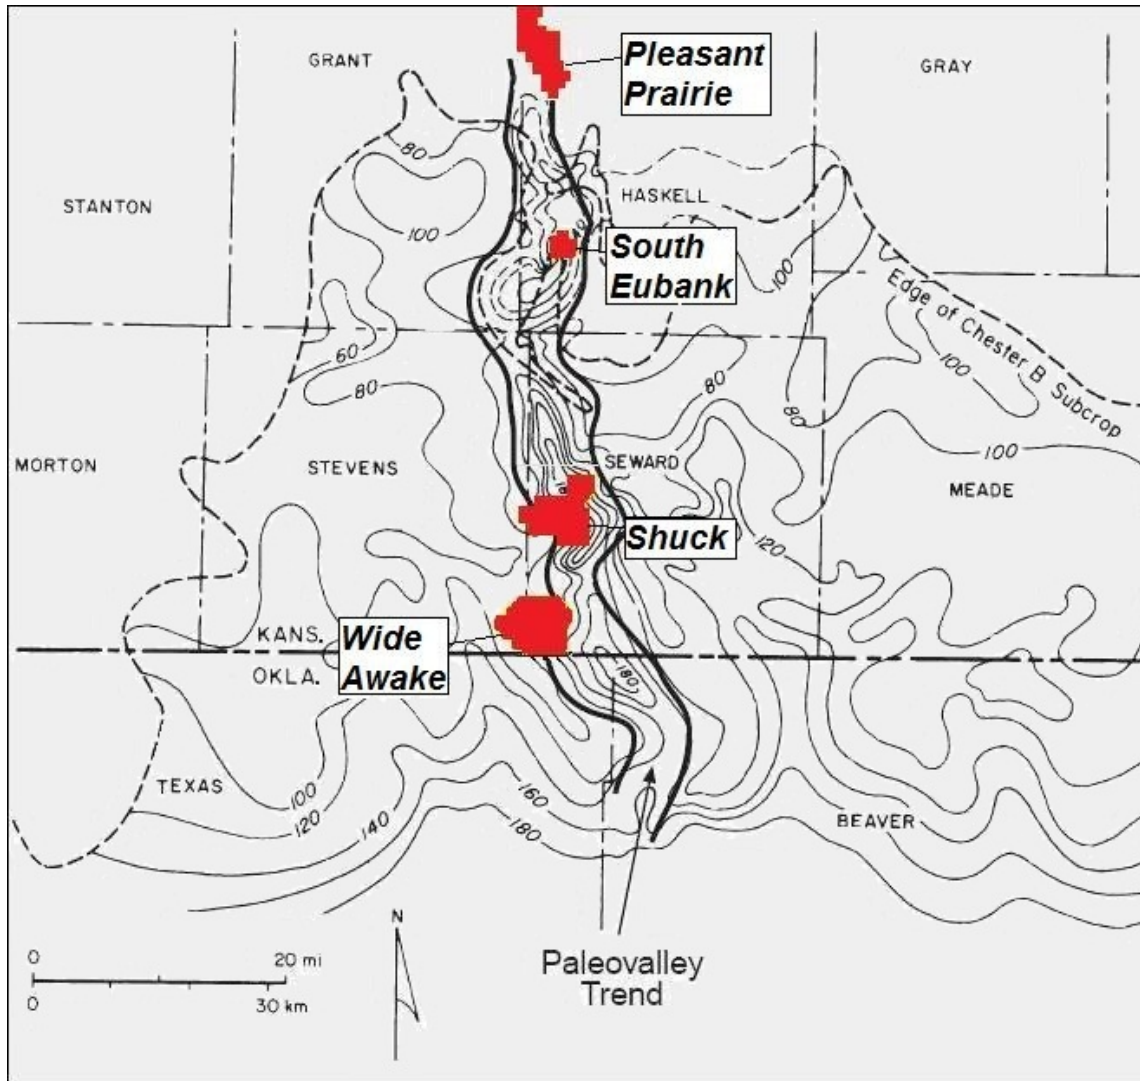 GRANT
Pleasant
Prairie
GRAY
80
STANTON
HASKELL
100
South
Eubank
100
Edge of Chester B Subcrop
60
80
80
80
100
100
MORTON
STEVENS
SEWARD
MEADE
Shuck
120
KANS.
OKLA.
Wide
Awake
180
TEXAS
100
120
140
160
180
BEAVER
N
0
20 mi
0
30 km
Paleovalley
Trend